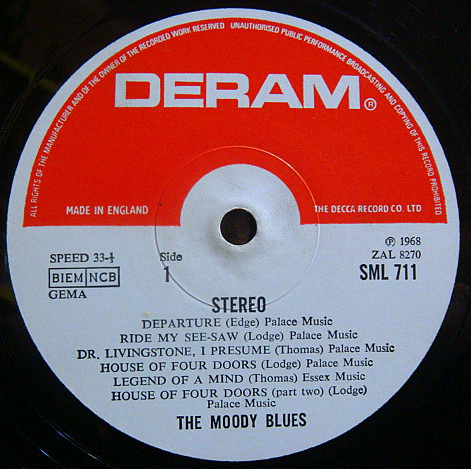 ALL RIGHTS OF THE MANUFACTURER AND OF THE OWNER OF THE RECORDED WORK RESERVED UNAUTHORISED PUBLIC PERFORMANCE BROADCASTING AND COPYING OF THIS RECORD PROHIBITED
DERAM®
MADE IN ENGLAND
THE DECCA RECORD CO. LTD
SPEED 33⅓
Side
℗ 1968
BIEM NCB
1
ZAL 8270
GEMA
SML 711
STEREO
DEPARTURE (Edge) Palace Music
RIDE MY SEE-SAW (Lodge) Palace Music
DR, LIVINGSTONE, I PRESUME (Thomas) Palace Music
HOUSE OF FOUR DOORS (Lodge) Palace Music
LEGEND OF A MIND (Thomas) Essex Music
HOUSE OF FOUR DOORS (part two) (Lodge)
Palace Music
THE MOODY BLUES